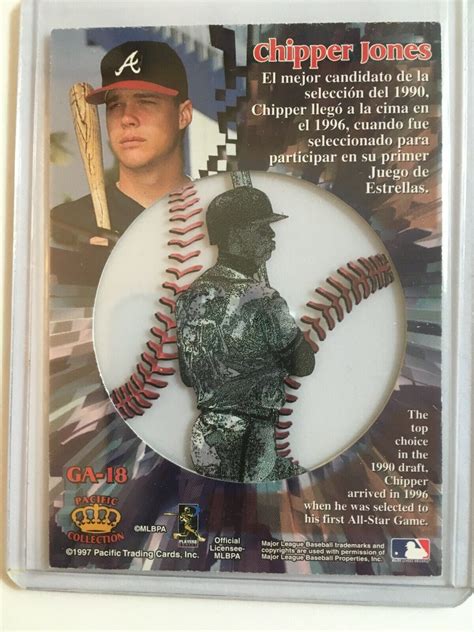 Chipper Jones
El mejor candidato de la
selección del 1990,
Chipper llegó a la cima en
el 1996, cuando fue
seleccionado para
participar en su primer
Juego de
Estrellas.
A
The
top
choice
in the
1990 draft.
Chipper
arrived in 1996
when he was selected to
his first All-Star Game.
GA-18
PACIFIC
COLLECTION
©MLBPA
PLAYERS
Official
Licensee-
MLBPA
©1997 Pacific Trading Cards, Inc.
Major League Baseball trademarks and
copyrights are used with permission of
Major League Baseball Properties, Inc.